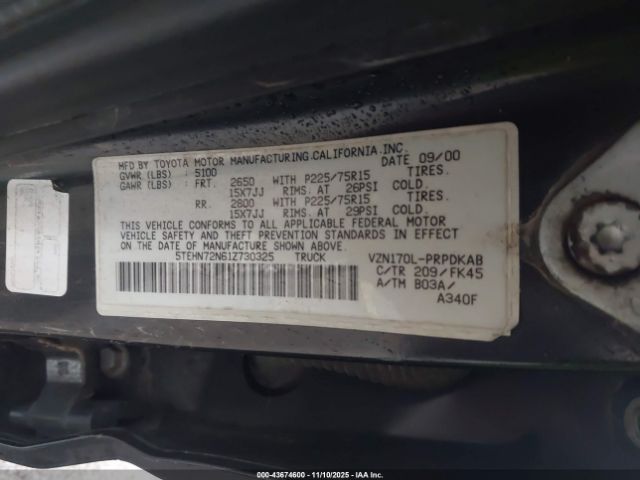 MFD BY TOYOTA MOTOR MANUFACTURING,CALIFORNIA,INC.
GVWR (LBS) 5100 DATE 09/00
GAWR (LBS) FRT. 2650 WITH P225/75R15 TIRES.
15X7JJ RIMS. AT 26PSI COLD.
RR. 2800 WITH P225/75R15 TIRES.
15X7JJ RIMS. AT 29PSI COLD.
THIS VEHICLE CONFORMS TO ALL APPLICABLE FEDERAL MOTOR
VEHICLE SAFETY AND THEFT PREVENTION STANDARDS IN EFFECT
ON THE DATE OF MANUFACTURE SHOWN ABOVE.
5TEHN72N61Z730325 TRUCK VZN170L-PRPDKAB
C/TR 209/FK45
A/TM B03A/
A340F
000-43674600 11/10/2025 IAAI.COM